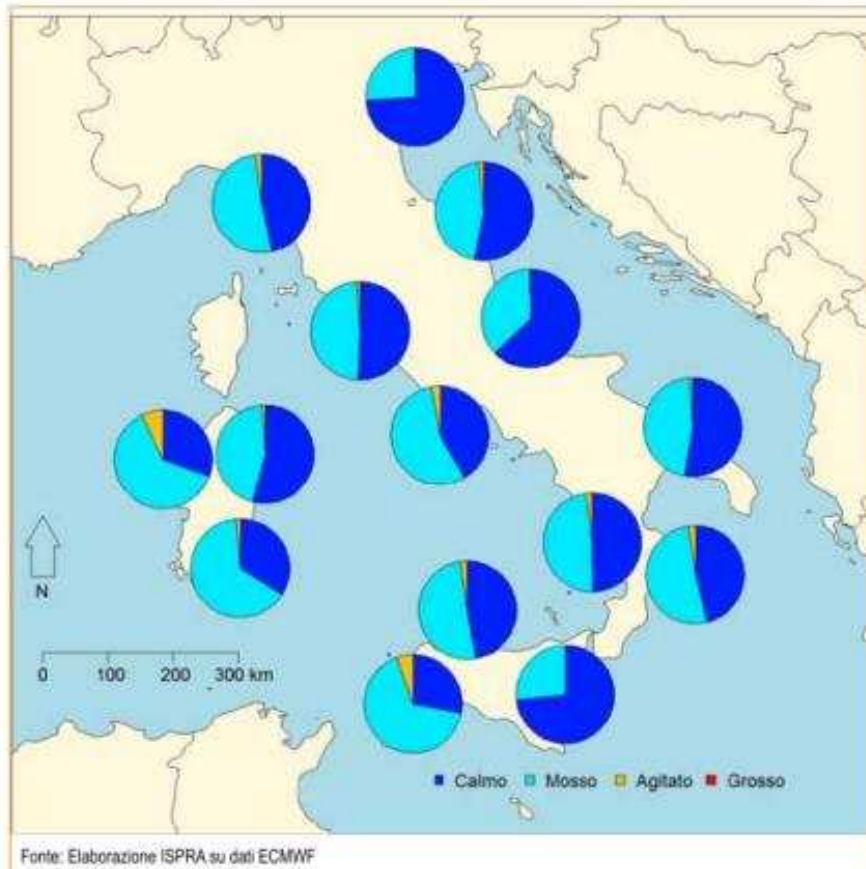 N
0 100 200 300 km
Calmo Mosso Agitato Grosso
Fonte: Elaborazione ISPRA su dati ECMWF